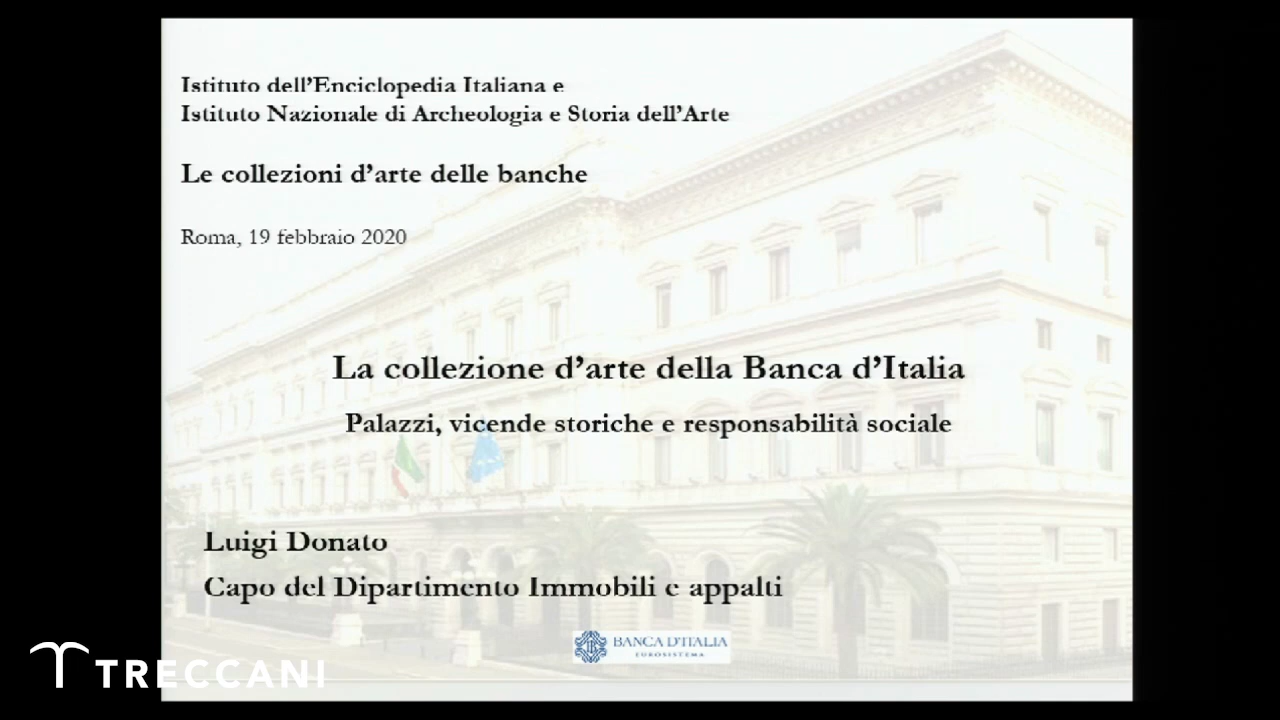 Istituto dell'Enciclopedia Italiana e
Istituto Nazionale di Archeologia e Storia dell'Arte
Le collezioni d'arte delle banche
Roma, 19 febbraio 2020
La collezione d'arte della Banca d'Italia
Palazzi, vicende storiche e responsabilità sociale
Luigi Donato
Capo del Dipartimento Immobili e appalti
BANCA D'ITALIA
EUROSISTEMA
TRECCANI